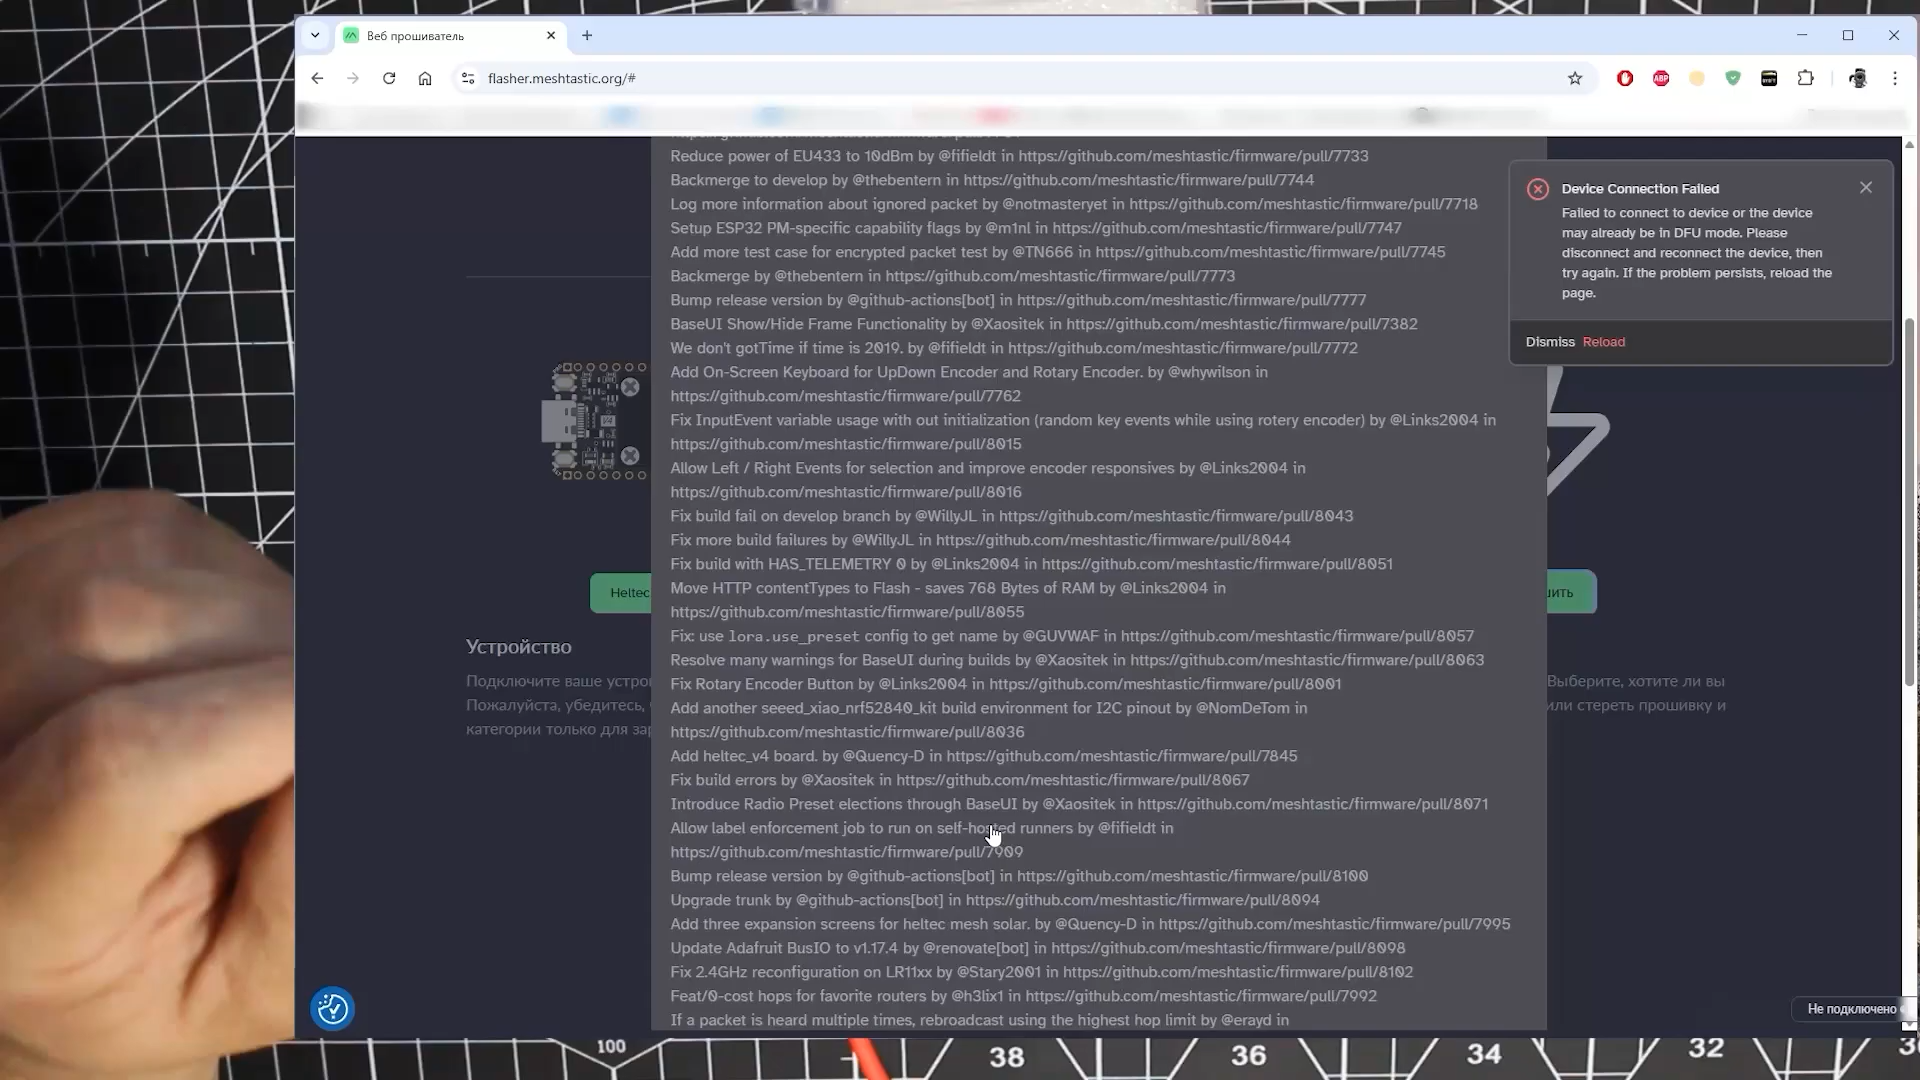 Веб прошиватель
flasher.meshtastic.org/#
Reduce power of EU433 to 10dBm by @fifieldt in https://github.com/meshtastic/firmware/pull/7733
Backmerge to develop by @thebentern in https://github.com/meshtastic/firmware/pull/7744
Log more information about ignored packet by @notmasteryet in https://github.com/meshtastic/firmware/pull/7718
Setup ESP32 PM-specific capability flags by @m1nl in https://github.com/meshtastic/firmware/pull/7747
Add more test case for encrypted packet test by @TN666 in https://github.com/meshtastic/firmware/pull/7745
Backmerge by @thebentern in https://github.com/meshtastic/firmware/pull/7773
Bump release version by @github-actions[bot] in https://github.com/meshtastic/firmware/pull/7777
BaseUI Show/Hide Frame Functionality by @Xaositek in https://github.com/meshtastic/firmware/pull/7382
We don't gotTime if time is 2019. by @fifieldt in https://github.com/meshtastic/firmware/pull/7772
Add On-Screen Keyboard for UpDown Encoder and Rotary Encoder. by @whywilson in
https://github.com/meshtastic/firmware/pull/7762
Fix InputEvent variable usage with out initialization (random key events while using rotery encoder) by @Links2004 in
https://github.com/meshtastic/firmware/pull/8015
Allow Left / Right Events for selection and improve encoder responsives by @Links2004 in
https://github.com/meshtastic/firmware/pull/8016
Fix build fail on develop branch by @WillyJL in https://github.com/meshtastic/firmware/pull/8043
Fix more build failures by @WillyJL in https://github.com/meshtastic/firmware/pull/8044
Fix build with HAS_TELEMETRY 0 by @Links2004 in https://github.com/meshtastic/firmware/pull/8051
Move HTTP contentTypes to Flash - saves 768 Bytes of RAM by @Links2004 in
https://github.com/meshtastic/firmware/pull/8055
Fix: use lora.use_preset config to get name by @GUVWAF in https://github.com/meshtastic/firmware/pull/8057
Resolve many warnings for BaseUI during builds by @Xaositek in https://github.com/meshtastic/firmware/pull/8063
Fix Rotary Encoder Button by @Links2004 in https://github.com/meshtastic/firmware/pull/8001
Add another seeed_xiao_nrf52840_kit build environment for I2C pinout by @NomDeTom in
https://github.com/meshtastic/firmware/pull/8036
Add heltec_v4 board. by @Quency-D in https://github.com/meshtastic/firmware/pull/7845
Fix build errors by @Xaositek in https://github.com/meshtastic/firmware/pull/8067
Introduce Radio Preset elections through BaseUI by @Xaositek in https://github.com/meshtastic/firmware/pull/8071
Allow label enforcement job to run on self-hosted runners by @fifieldt in
https://github.com/meshtastic/firmware/pull/7909
Bump release version by @github-actions[bot] in https://github.com/meshtastic/firmware/pull/8100
Upgrade trunk by @github-actions[bot] in https://github.com/meshtastic/firmware/pull/8094
Add three expansion screens for heltec mesh solar. by @Quency-D in https://github.com/meshtastic/firmware/pull/7995
Update Adafruit BusIO to v1.17.4 by @renovate[bot] in https://github.com/meshtastic/firmware/pull/8098
Fix 2.4GHz reconfiguration on LR11xx by @Stary2001 in https://github.com/meshtastic/firmware/pull/8102
Feat/0-cost hops for favorite routers by @h3lix1 in https://github.com/meshtastic/firmware/pull/7992
If a packet is heard multiple times, rebroadcast using the highest hop limit by @erayd in
Device Connection Failed
Failed to connect to device or the device
may already be in DFU mode. Please
disconnect and reconnect the device, then
try again. If the problem persists, reload the
page.
Dismiss Reload
Heltec
Устройство
Подключите ваше
Пожалуйста, убедитесь,
категории только для
Выберите, хотите ли вы
или стереть прошивку и
Не подключено
ABP
V4
100
38
36
34
32